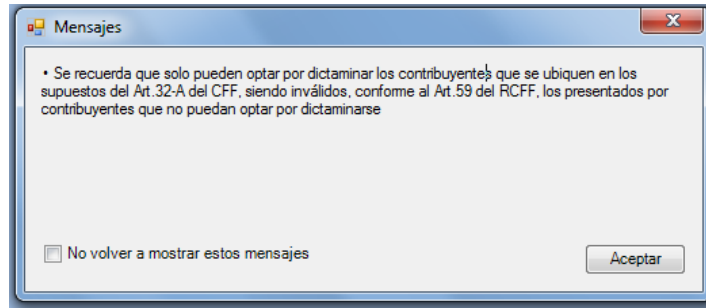 Mensajes
• Se recuerda que solo pueden optar por dictaminar los contribuyentes que se ubiquen en los
supuestos del Art.32-A del CFF, siendo inválidos, conforme al Art.59 del RCFF, los presentados por
contribuyentes que no puedan optar por dictaminarse
No volver a mostrar estos mensajes
Aceptar